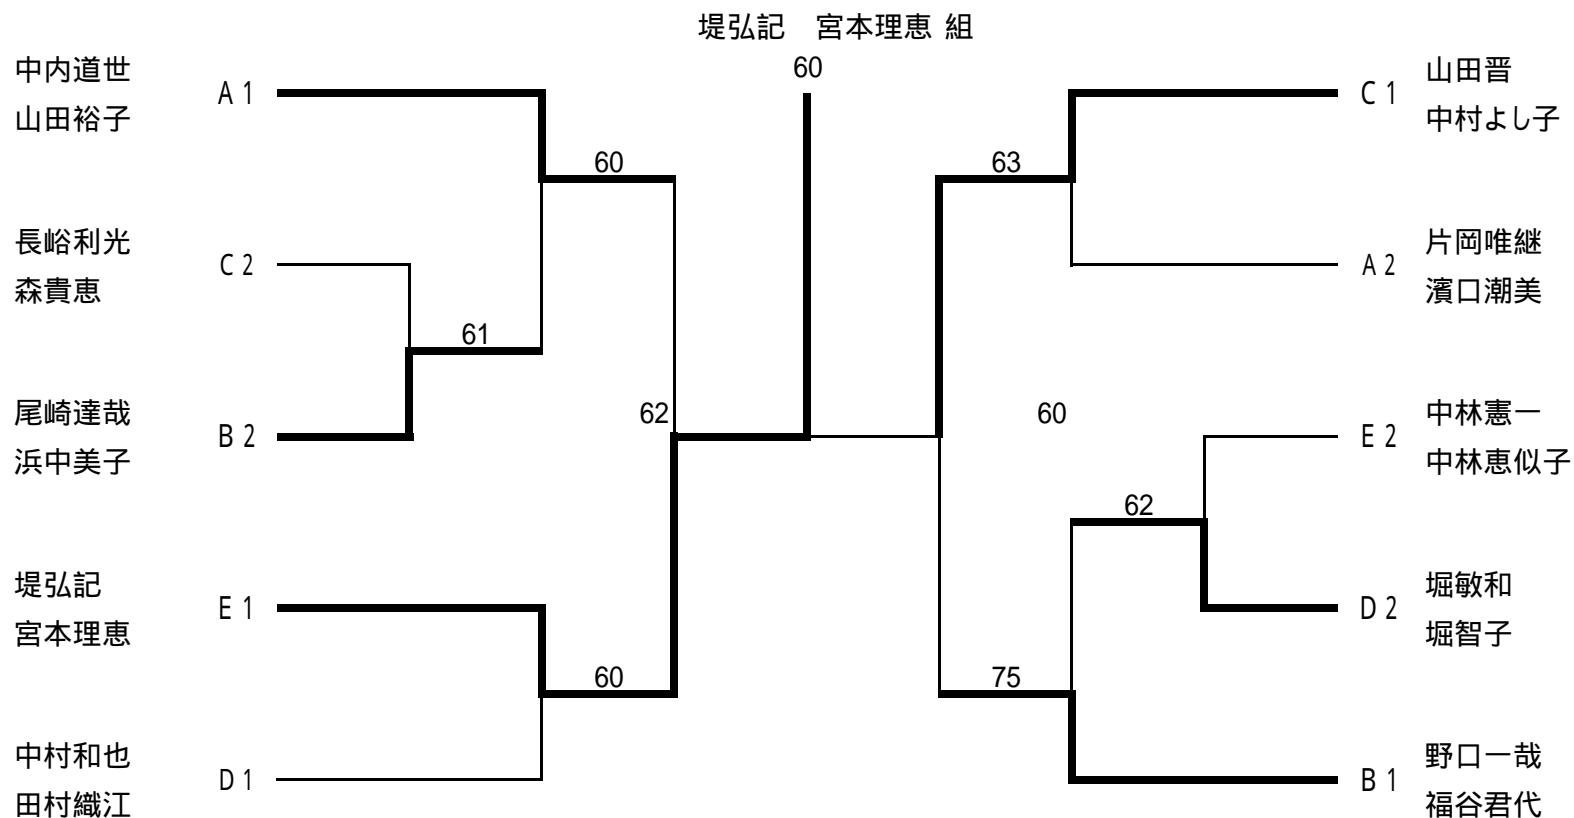 堤弘記　宮本理恵 組
60
中内道世
山田裕子
A 1
長峪利光
森貴恵
C 2
尾崎達哉
浜中美子
B 2
堤弘記
宮本理恵
E 1
中村和也
田村織江
D 1
60
61
62
60
63
60
62
75
C 1
山田晋
中村よし子
A 2
片岡唯継
濱口潮美
E 2
中林憲一
中林恵似子
D 2
堀敏和
堀智子
B 1
野口一哉
福谷君代